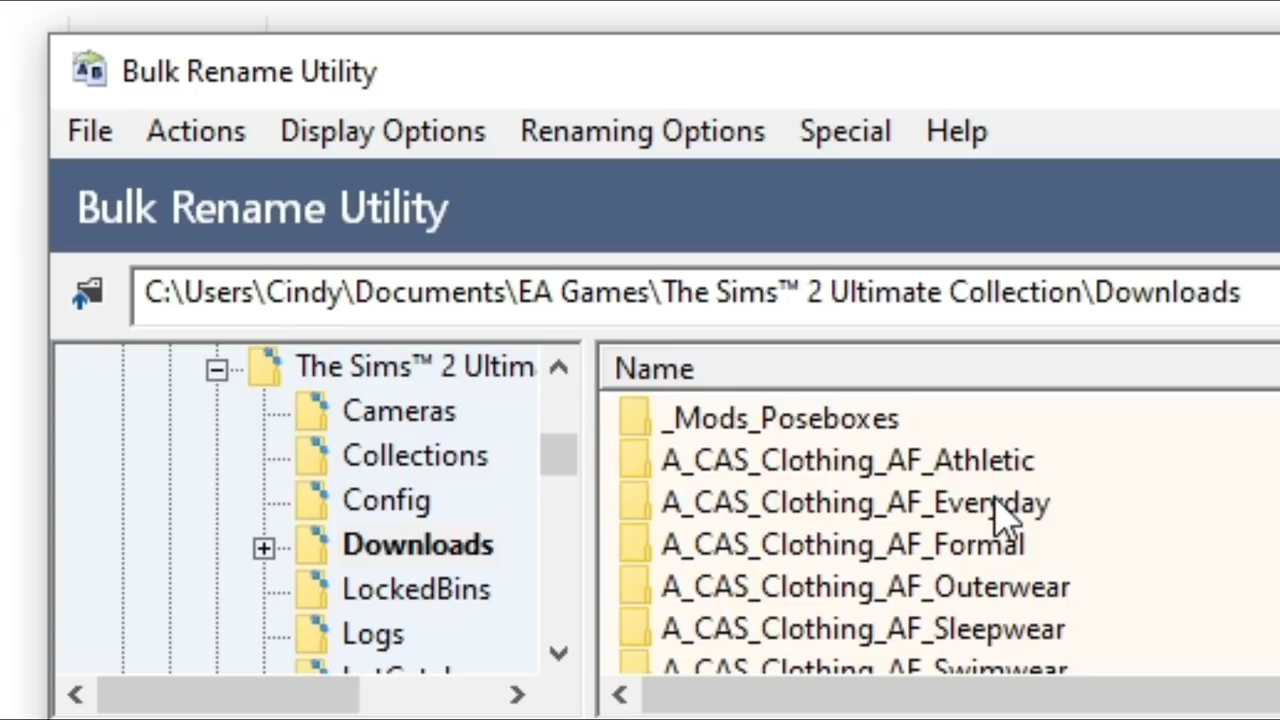 Bulk Rename Utility
File Actions Display Options Renaming Options Special Help
Bulk Rename Utility
C:\Users\Cindy\Documents\EA Games\The Sims™ 2 Ultimate Collection\Downloads
The Sims™ 2 Ultim
Cameras
Collections
Config
Downloads
LockedBins
Logs
Name
_Mods_Poseboxes
A_CAS_Clothing_AF_Athletic
A_CAS_Clothing_AF_Everyday
A_CAS_Clothing_AF_Formal
A_CAS_Clothing_AF_Outerwear
A_CAS_Clothing_AF_Sleepwear
A_CAS_Clothing_AF_Swimwear